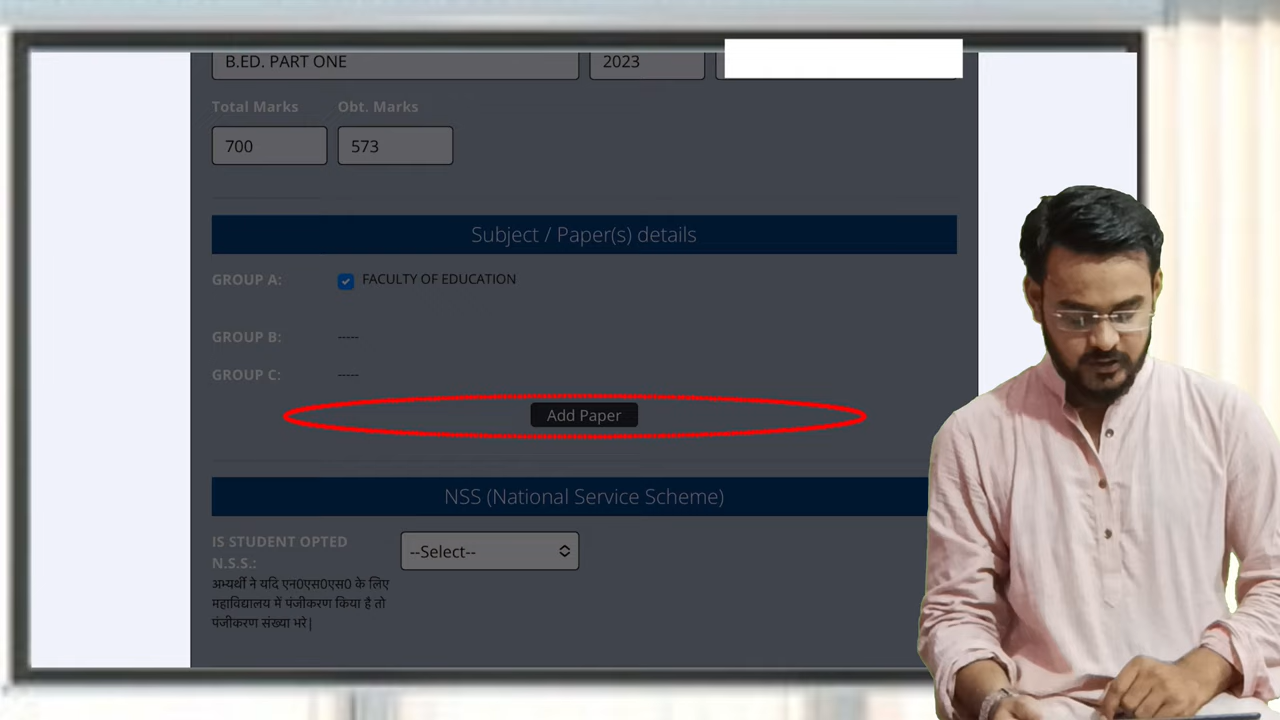 B.ED. PART ONE 2023
Total Marks Obt. Marks
700 573
Subject / Paper(s) details
GROUP A: FACULTY OF EDUCATION
GROUP B: -----
GROUP C: -----
Add Paper
NSS (National Service Scheme)
IS STUDENT OPTED
N.S.S.: --Select--
अभ्यर्थी ने यदि एन0एस0एस0 के लिए
महाविद्यालय में पंजीकरण किया है तो
पंजीकरण संख्या भरे|